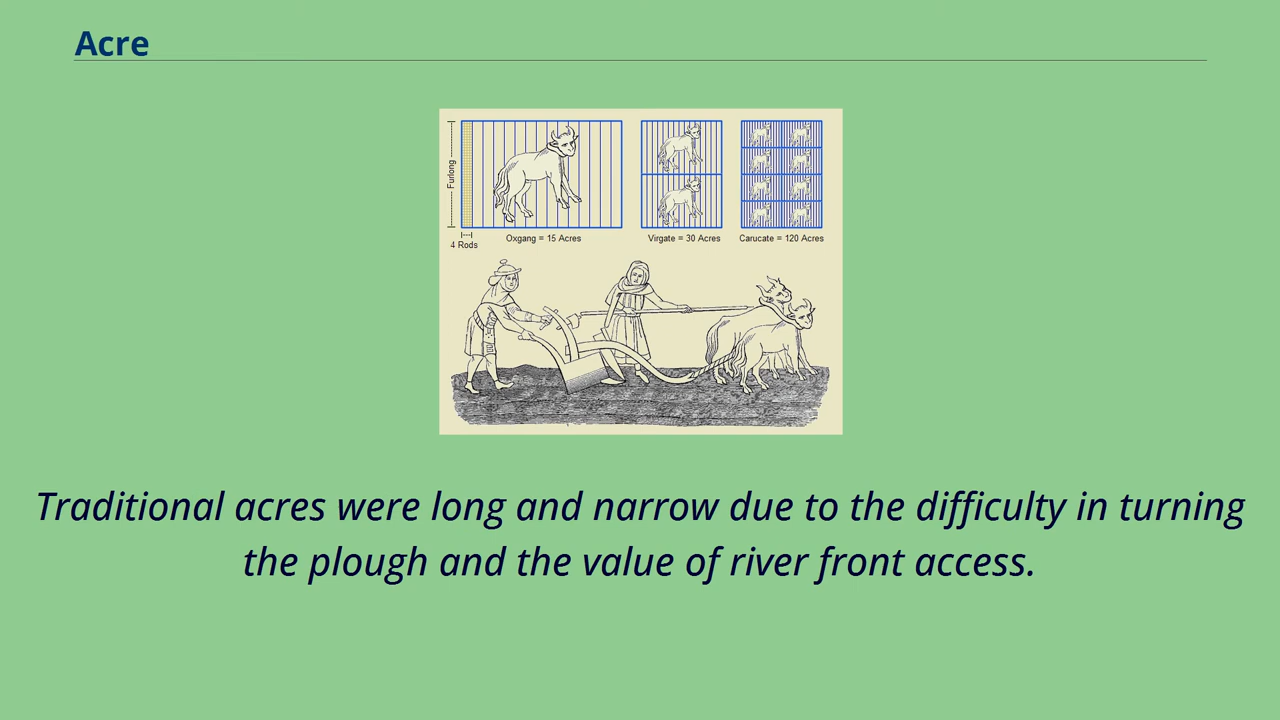 Acre
Furlong
4 Rods
Oxgang = 15 Acres
Virgate = 30 Acres
Carucate = 120 Acres
Traditional acres were long and narrow due to the difficulty in turning
the plough and the value of river front access.